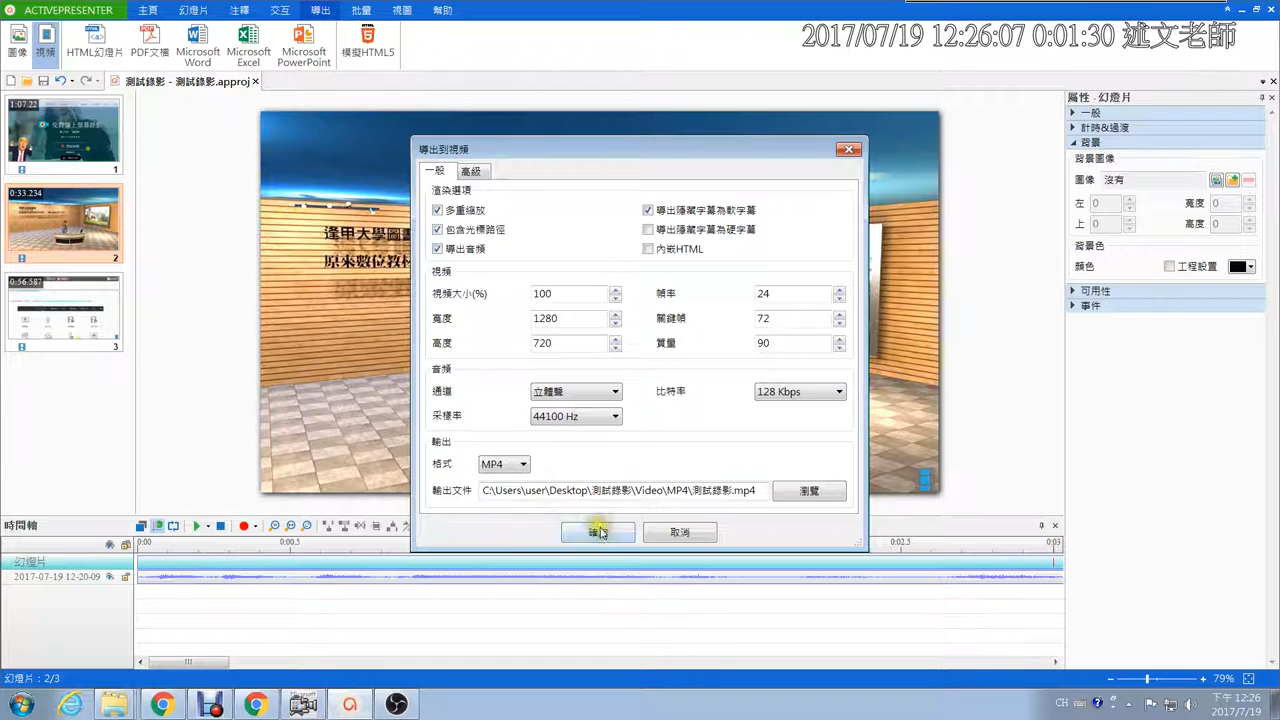 ACTIVEPRESENTER
主頁 幻燈片 注釋 交互 導出 批量 視圖 幫助
2017/07/19 12:26:07 0:01:30 述文老師
圖像 視頻 HTML幻燈片 PDF文檔 Microsoft Word Microsoft Excel Microsoft PowerPoint 模擬HTML5
測試錄影 - 測試錄影.approj
1:07.22
1
0:33.234
2
0:56.587
3
逢甲大學
原來數位教材
導出到視頻
一般 高級
渲染選項
多重縮放
包含光標路徑
導出音頻
導出隱藏字幕為軟字幕
導出隱藏字幕為硬字幕
內嵌HTML
視頻
視頻大小(%) 100 幀率 24
寬度 1280 關鍵幀 72
高度 720 質量 90
音頻
通道 立體聲 比特率 128 Kbps
采樣率 44100 Hz
輸出
格式 MP4
輸出文件 C:\Users\user\Desktop\測試錄影\Video\MP4\測試錄影.mp4 瀏覽
確定 取消
屬性 - 幻燈片
一般
計時&過渡
背景
背景圖像
圖像 沒有
左 0 寬度 0
上 0 高度 0
背景色
顏色 工程設置
可用性
事件
時間軸
0:00 0:00.5 0:02.5 0:03
幻燈片
2017-07-19 12-20-09
幻燈片: 2/3
79%
CH
下午 12:26
2017/7/19